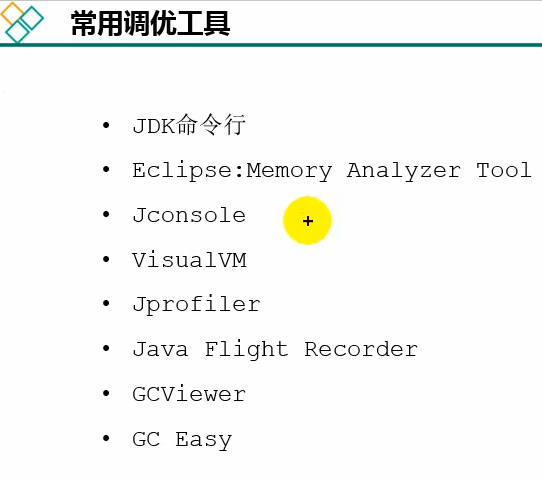 常用调优工具
• JDK命令行
• Eclipse:Memory Analyzer Tool
• Jconsole
• VisualVM
• Jprofiler
• Java Flight Recorder
• GCViewer
• GC Easy